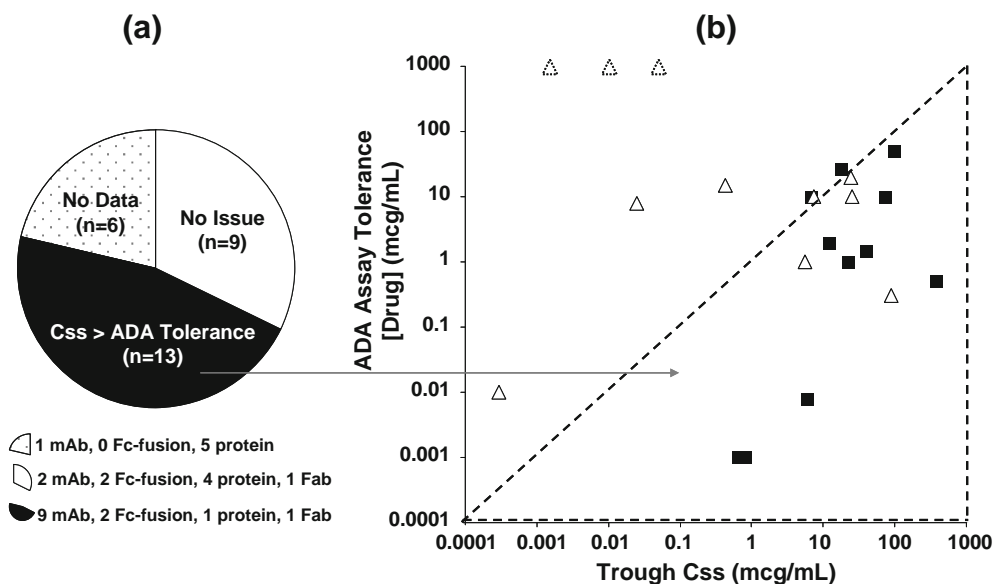 (a)
No Data
(n=6)
No Issue
(n=9)
Css > ADA Tolerance
(n=13)
1 mAb, 0 Fc-fusion, 5 protein
2 mAb, 2 Fc-fusion, 4 protein, 1 Fab
9 mAb, 2 Fc-fusion, 1 protein, 1 Fab
(b)
ADA Assay Tolerance
[Drug] (mcg/mL)
1000
100
10
1
0.1
0.01
0.001
0.0001
0.0001 0.001 0.01 0.1 1 10 100 1000
Trough Css (mcg/mL)